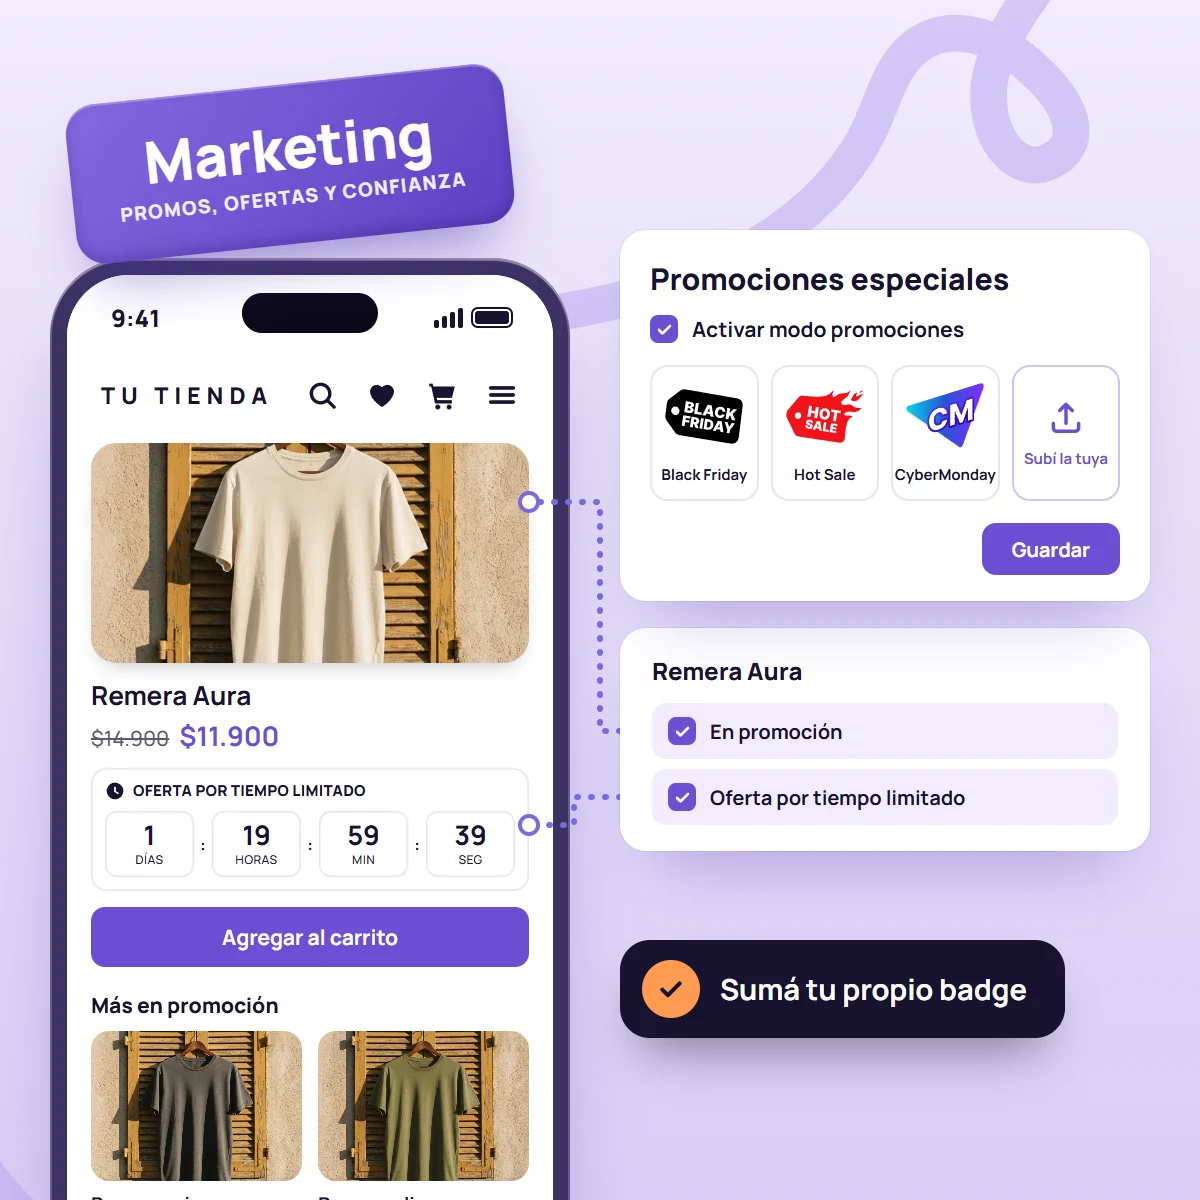 Marketing
PROMOS, OFERTAS Y CONFIANZA
9:41
TU TIENDA
Remera Aura
$14.900 $11.900
OFERTA POR TIEMPO LIMITADO
1 : 19 : 59 : 39
DÍAS HORAS MIN SEG
Agregar al carrito
Más en promoción
Promociones especiales
Activar modo promociones
BLACK
FRIDAY
Black Friday
HOT
SALE
Hot Sale
CM
CyberMonday
Subí la tuya
Guardar
Remera Aura
En promoción
Oferta por tiempo limitado
Sumá tu propio badge